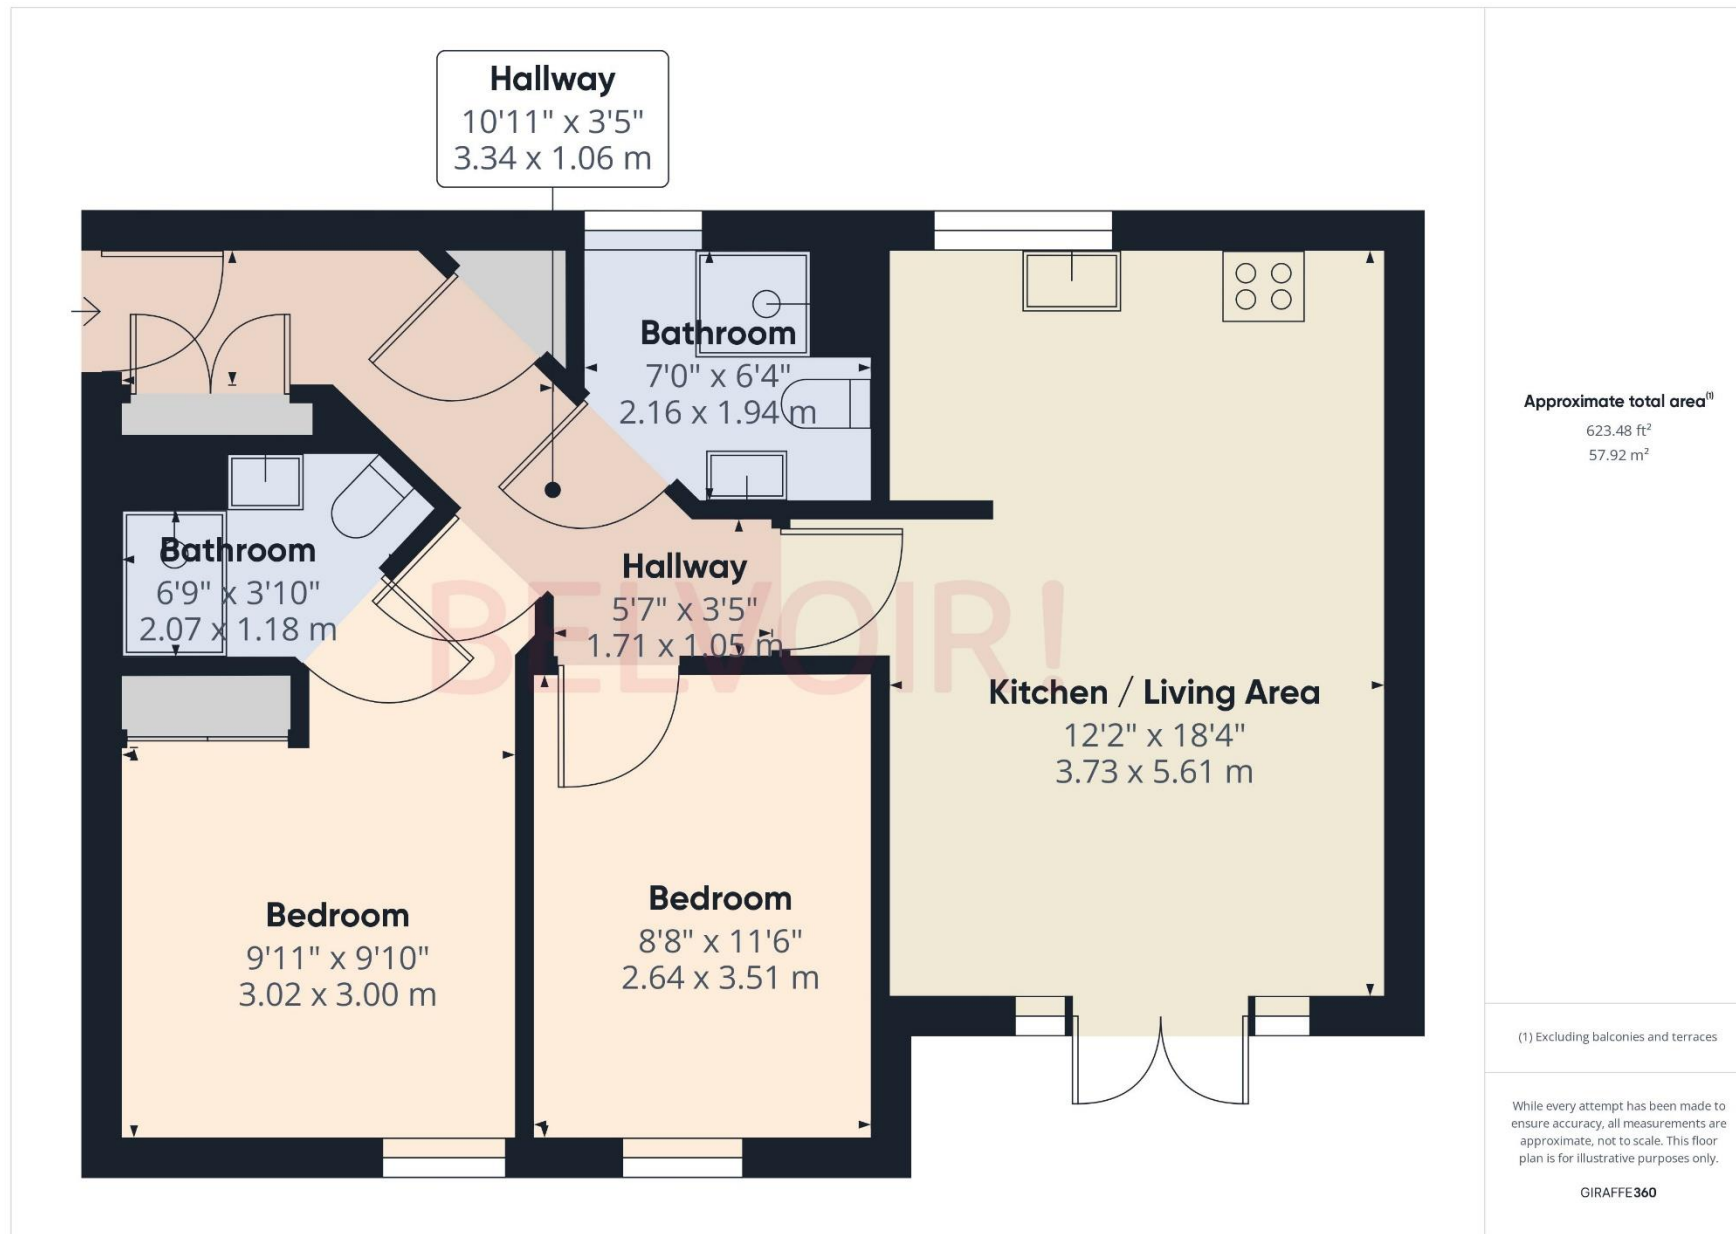 Hallway
10'11" x 3'5"
3.34 x 1.06 m
Bathroom
7'0" x 6'4"
2.16 x 1.94 m
Bathroom
6'9" x 3'10"
2.07 x 1.18 m
Hallway
5'7" x 3'5"
1.71 x 1.05 m
BELVOIR!
Kitchen / Living Area
12'2" x 18'4"
3.73 x 5.61 m
Bedroom
9'11" x 9'10"
3.02 x 3.00 m
Bedroom
8'8" x 11'6"
2.64 x 3.51 m
Approximate total area(1)
623.48 ft²
57.92 m²
(1) Excluding balconies and terraces
While every attempt has been made to
ensure accuracy, all measurements are
approximate, not to scale. This floor
plan is for illustrative purposes only.
GIRAFFE360